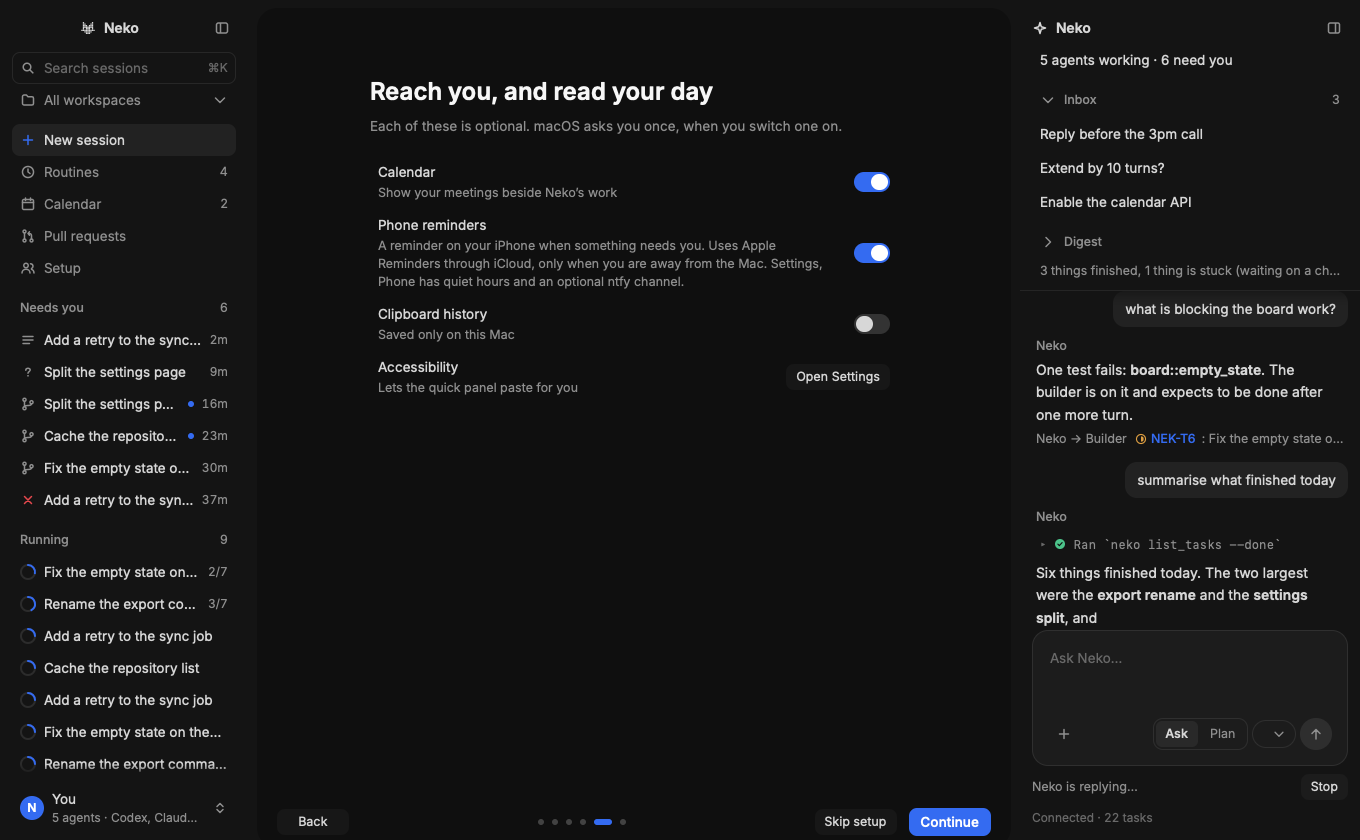 Neko
Search sessions ⌘K
All workspaces
New session
Routines 4
Calendar 2
Pull requests
Setup
Needs you 6
Add a retry to the sync... 2m
? Split the settings page 9m
Split the settings p... 16m
Cache the reposito... 23m
Fix the empty state o... 30m
Add a retry to the syn... 37m
Running 9
Fix the empty state on... 2/7
Rename the export co... 3/7
Add a retry to the sync job
Cache the repository list
Add a retry to the sync job
Fix the empty state on the...
Rename the export comma...
N
You
5 agents · Codex, Claud...
Reach you, and read your day
Each of these is optional. macOS asks you once, when you switch one on.
Calendar
Show your meetings beside Neko’s work
Phone reminders
A reminder on your iPhone when something needs you. Uses Apple
Reminders through iCloud, only when you are away from the Mac. Settings,
Phone has quiet hours and an optional ntfy channel.
Clipboard history
Saved only on this Mac
Accessibility
Lets the quick panel paste for you
Open Settings
Back
Skip setup
Continue
Neko
5 agents working · 6 need you
Inbox 3
Reply before the 3pm call
Extend by 10 turns?
Enable the calendar API
Digest
3 things finished, 1 thing is stuck (waiting on a ch...
what is blocking the board work?
Neko
One test fails: board::empty_state. The
builder is on it and expects to be done after
one more turn.
Neko → Builder NEK-T6 : Fix the empty state o...
summarise what finished today
Neko
Ran `neko list_tasks --done`
Six things finished today. The two largest
were the export rename and the settings
split, and
Ask Neko...
Ask Plan
Neko is replying...
Stop
Connected · 22 tasks